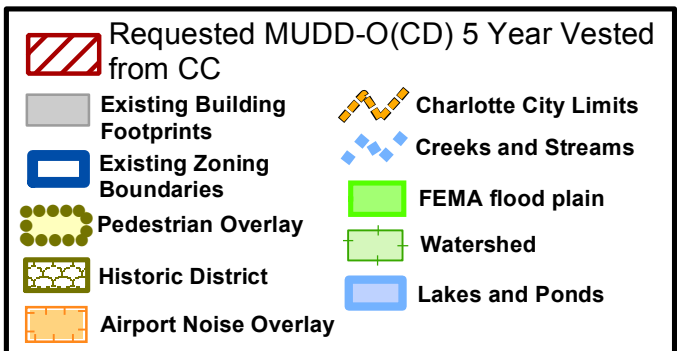 Requested MUDD-O(CD) 5 Year Vested
from CC
Existing Building
Footprints
Existing Zoning
Boundaries
Pedestrian Overlay
Historic District
Airport Noise Overlay
Charlotte City Limits
Creeks and Streams
FEMA flood plain
Watershed
Lakes and Ponds